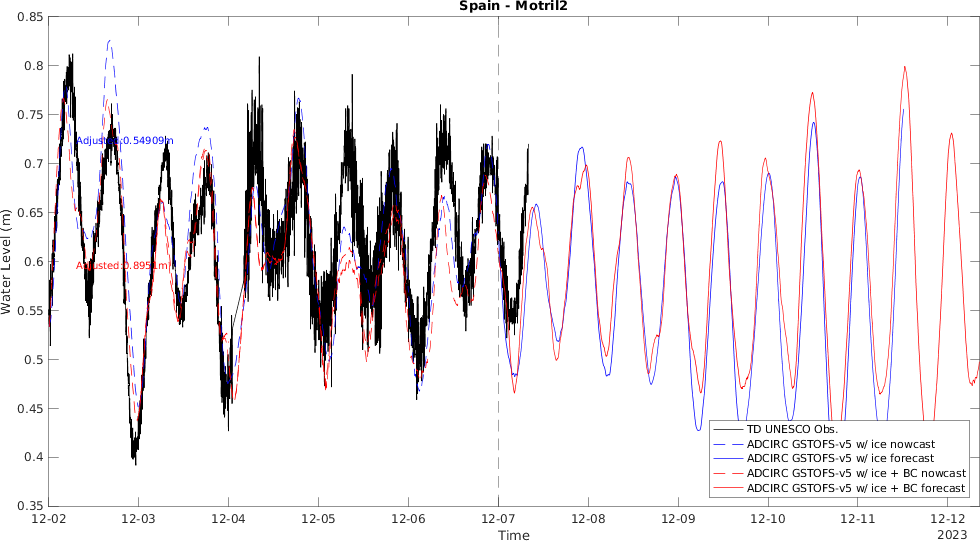 Spain - Motril2
0.85
0.8
0.75
0.7
0.65
0.6
0.55
0.5
0.45
0.4
0.35
Water Level (m)
Adjusted:0.54909m
Adjusted:0.8951m
TD UNESCO Obs.
ADCIRC GSTOFS-v5 w/ ice nowcast
ADCIRC GSTOFS-v5 w/ ice forecast
ADCIRC GSTOFS-v5 w/ ice + BC nowcast
ADCIRC GSTOFS-v5 w/ ice + BC forecast
12-02 12-03 12-04 12-05 12-06 12-07 12-08 12-09 12-10 12-11 12-12
Time
2023